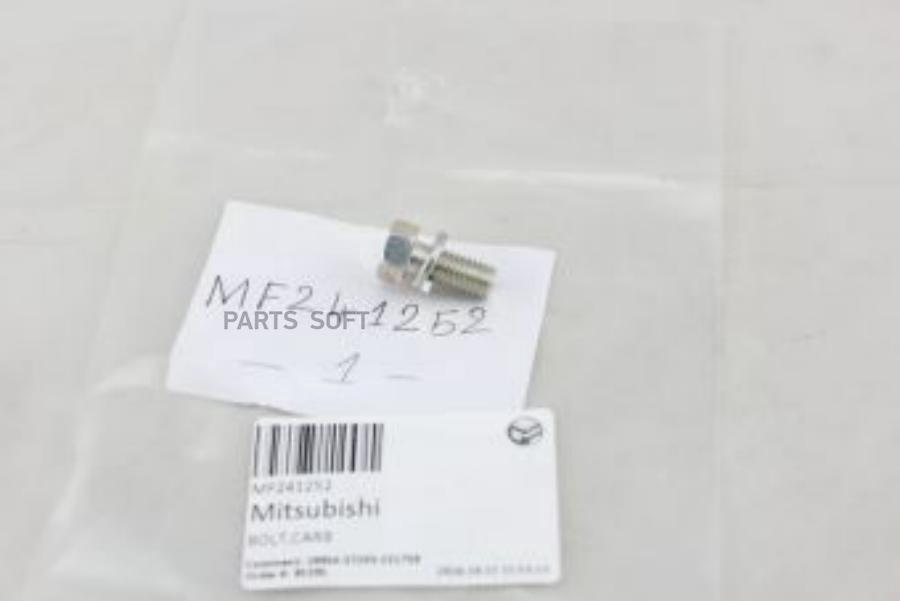 MF241252
PARTS SOFT
- 1 -
MF241252
Mitsubishi
BOLT,CARB